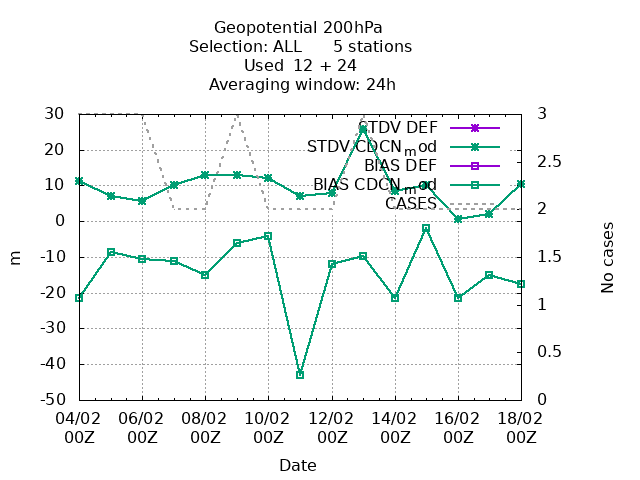 Geopotential 200hPa
Selection: ALL 5 stations
Used 12 + 24
Averaging window: 24h
30
20
10
0
-10
-20
-30
-40
-50
m
3
2.5
2
1.5
1
0.5
0
No cases
STDV DEF
STDV CDCN_mod
BIAS DEF
BIAS CDCN_mod
CASES
04/02 06/02 08/02 10/02 12/02 14/02 16/02 18/02
00Z 00Z 00Z 00Z 00Z 00Z 00Z 00Z
Date